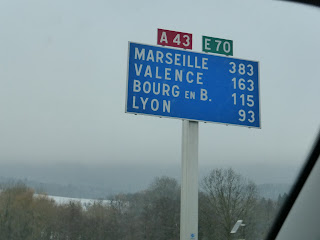 A 43 E 70
MARSEILLE 383
VALENCE 163
BOURG EN B. 115
LYON 93